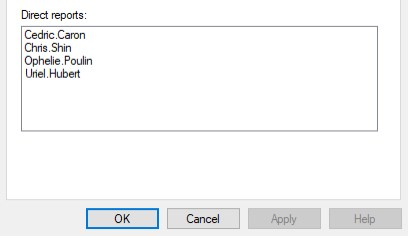 Direct reports:
Cedric.Caron
Chris.Shin
Ophelie.Poulin
Uriel.Hubert
OK Cancel Apply Help